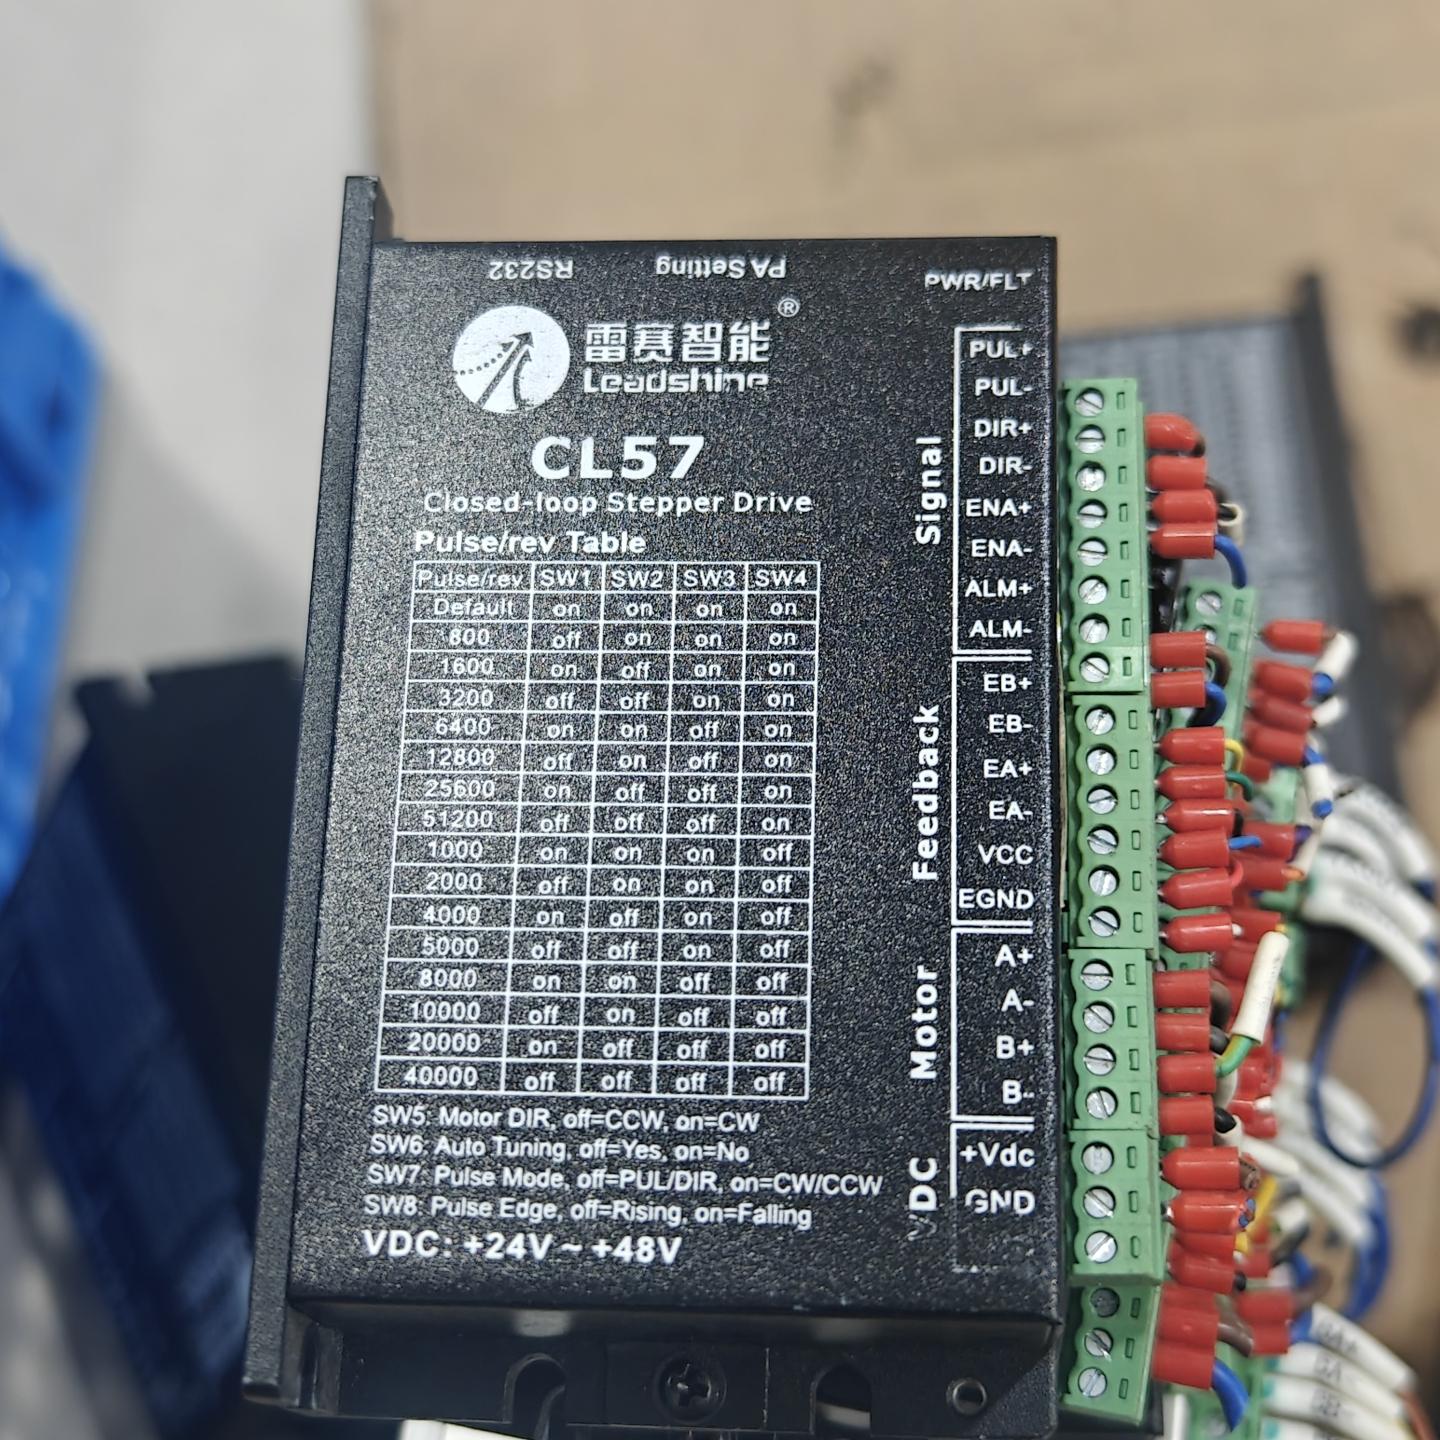 RS232 PA Setting PWR/FLT
雷赛智能®
Leadshine
CL57
Closed-loop Stepper Drive
Pulse/rev Table
Pulse/rev SW1 SW2 SW3 SW4
Default on on on on
800 off on on on
1600 on off on on
3200 off off on on
6400 on on off on
12800 off on off on
25600 on off off on
51200 off off off on
1000 on on on off
2000 off on on off
4000 on off on off
5000 off off on off
8000 on on off off
10000 off on off off
20000 on off off off
40000 off off off off
SW5: Motor DIR, off=CCW, on=CW
SW6: Auto Tuning, off=Yes, on=No
SW7: Pulse Mode, off=PUL/DIR, on=CW/CCW
SW8: Pulse Edge, off=Rising, on=Falling
VDC: +24V ~ +48V
Signal
PUL+
PUL-
DIR+
DIR-
ENA+
ENA-
ALM+
ALM-
Feedback
EB+
EB-
EA+
EA-
VCC
EGND
Motor
A+
A-
B+
B-
VDC
+Vdc
GND